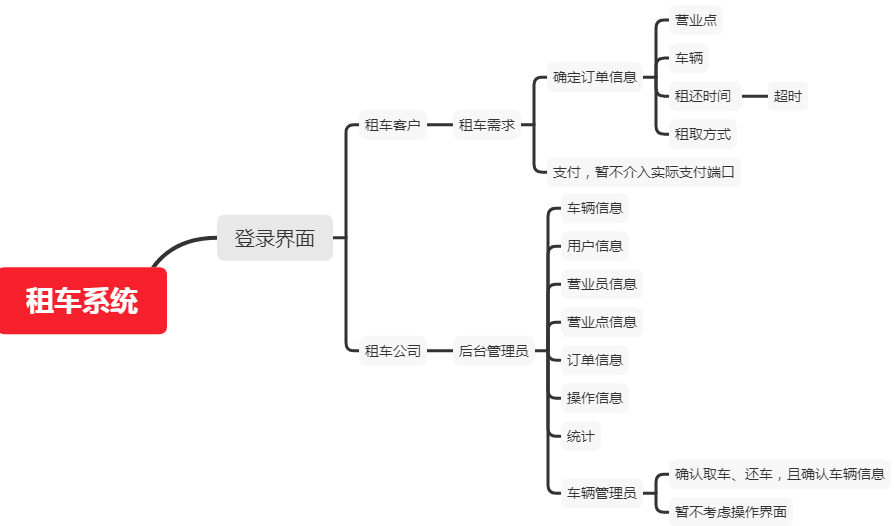 租车系统
登录界面
租车客户
租车需求
确定订单信息
营业点
车辆
租还时间
超时
租取方式
支付，暂不介入实际支付端口
租车公司
后台管理员
车辆信息
用户信息
营业员信息
营业点信息
订单信息
操作信息
统计
车辆管理员
确认取车、还车，且确认车辆信息
暂不考虑操作界面